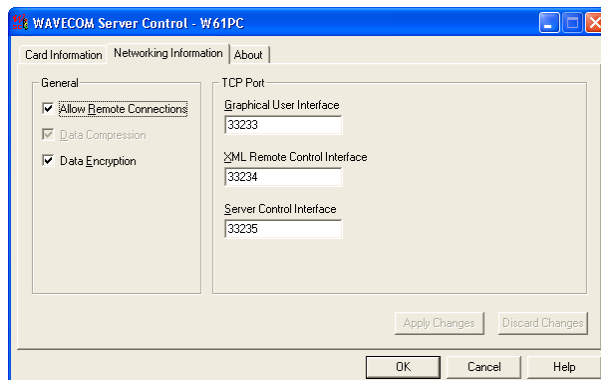 WAVECOM Server Control - W61PC
Card Information
Networking Information
About
General
Allow Remote Connections
Data Compression
Data Encryption
TCP Port
Graphical User Interface
33233
XML Remote Control Interface
33234
Server Control Interface
33235
Apply Changes
Discard Changes
OK
Cancel
Help